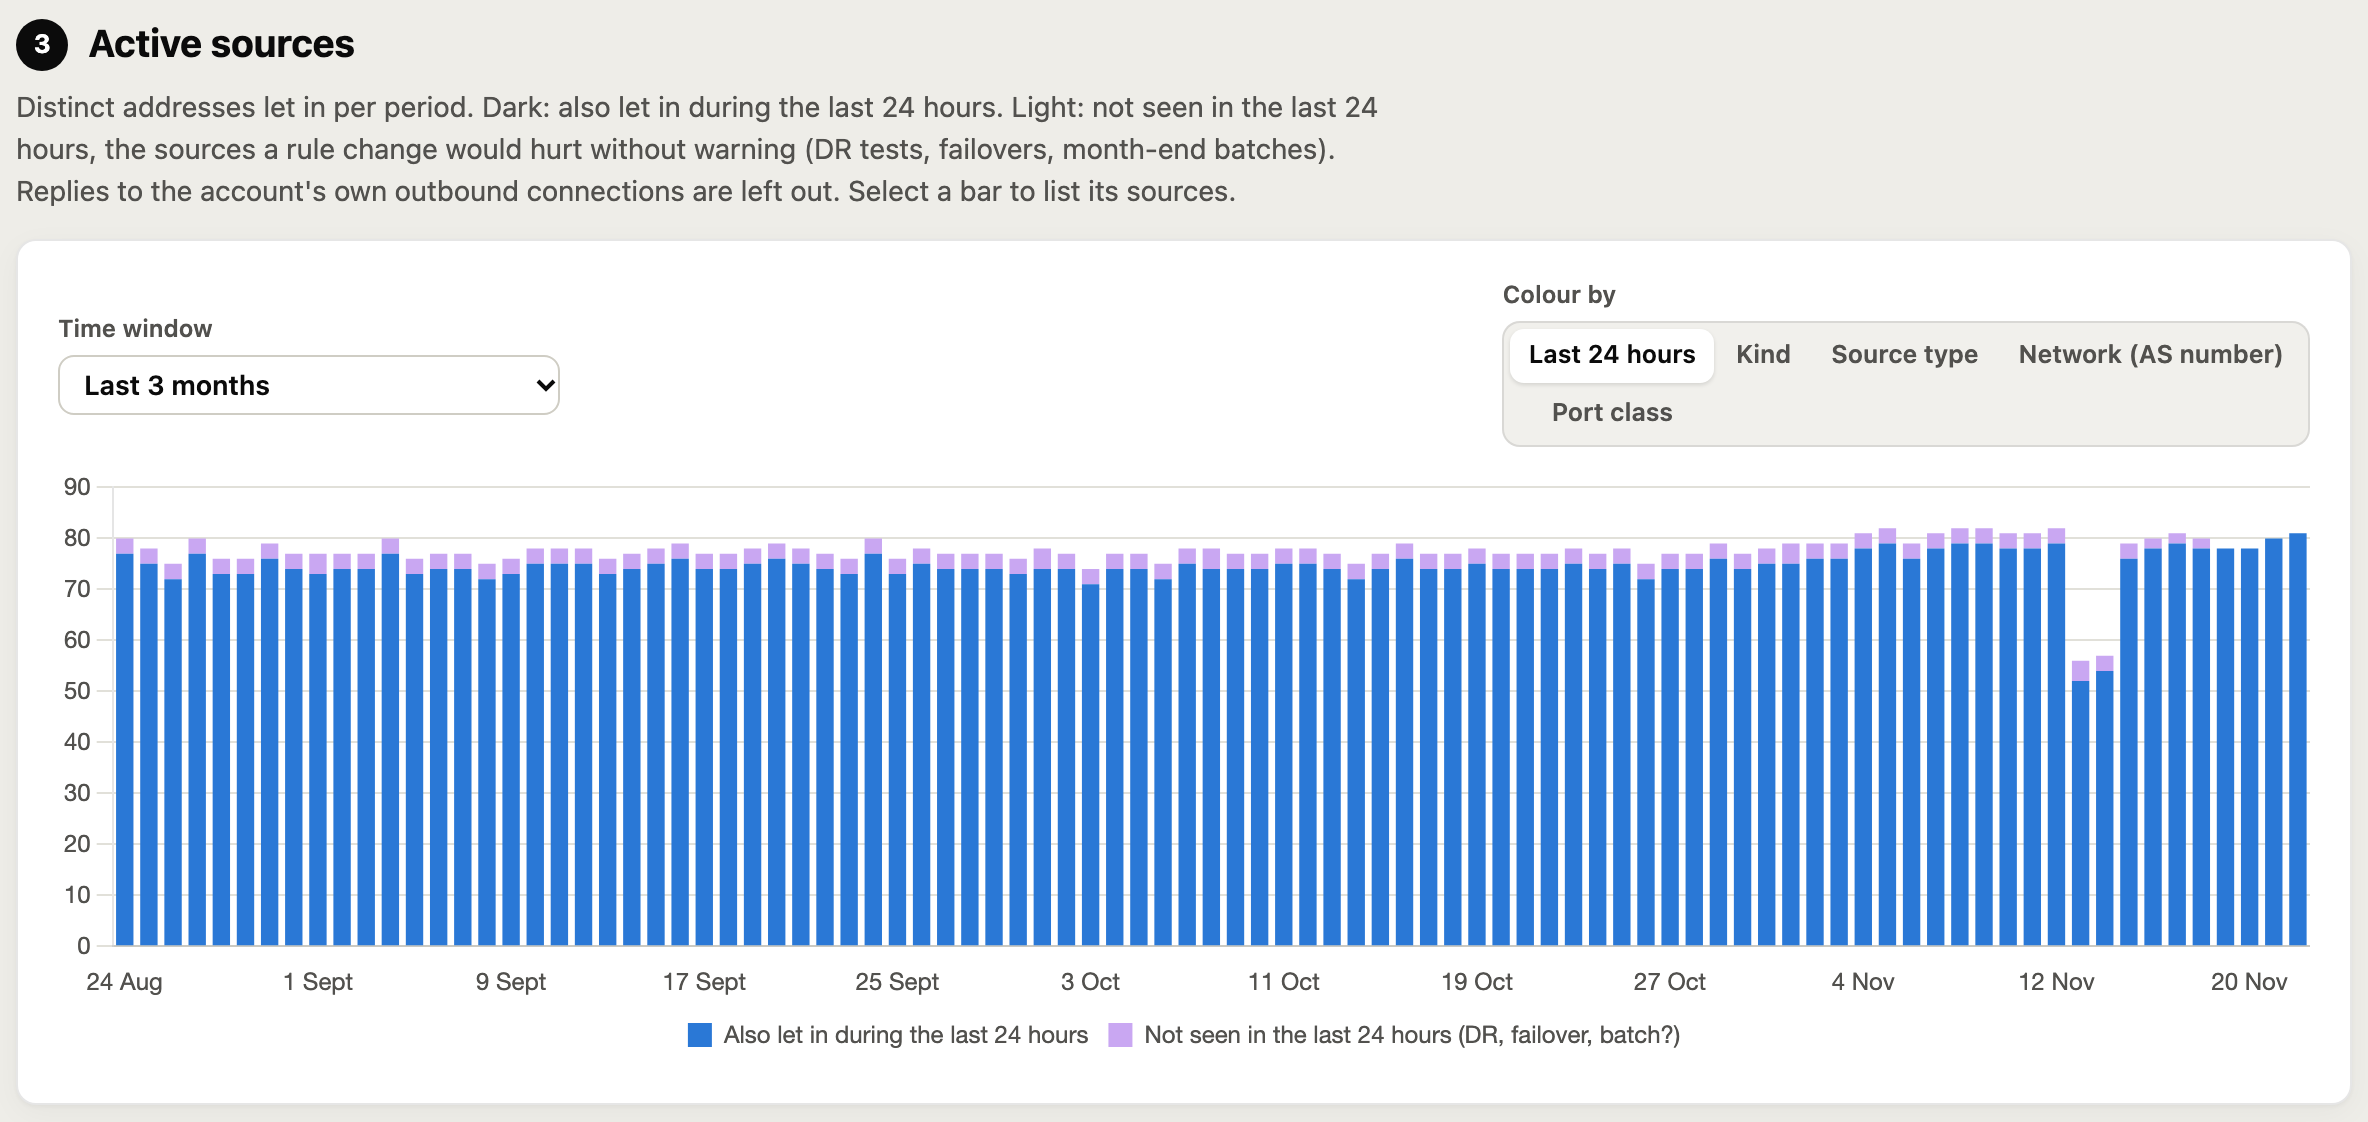 3 Active sources
Distinct addresses let in per period. Dark: also let in during the last 24 hours. Light: not seen in the last 24
hours, the sources a rule change would hurt without warning (DR tests, failovers, month-end batches).
Replies to the account's own outbound connections are left out. Select a bar to list its sources.
Time window
Last 3 months
Colour by
Last 24 hours Kind Source type Network (AS number)
Port class
90
80
70
60
50
40
30
20
10
0
24 Aug 1 Sept 9 Sept 17 Sept 25 Sept 3 Oct 11 Oct 19 Oct 27 Oct 4 Nov 12 Nov 20 Nov
Also let in during the last 24 hours Not seen in the last 24 hours (DR, failover, batch?)